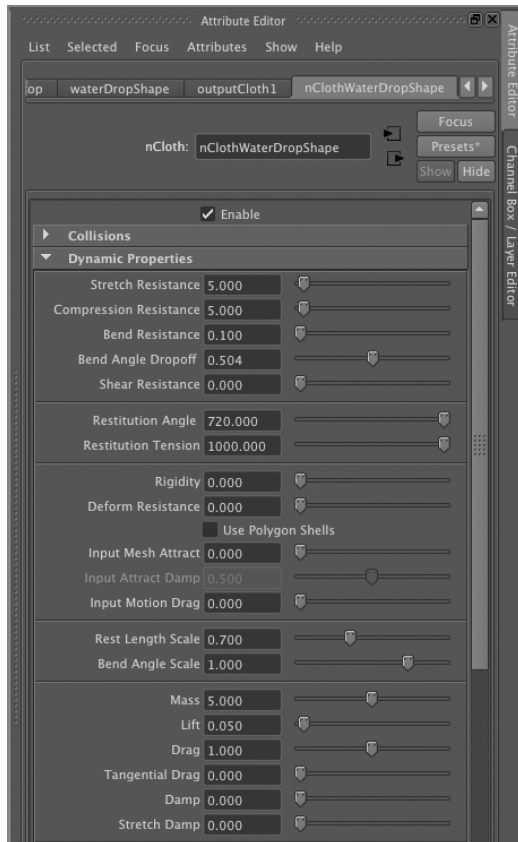 Attribute Editor
List Selected Focus Attributes Show Help
op waterDropShape outputCloth1 nClothWaterDropShape
Focus
nCloth: nClothWaterDropShape
Presets*
Show Hide
Enable
Collisions
Dynamic Properties
Stretch Resistance 5.000
Compression Resistance 5.000
Bend Resistance 0.100
Bend Angle Dropoff 0.504
Shear Resistance 0.000
Restitution Angle 720.000
Restitution Tension 1000.000
Rigidity 0.000
Deform Resistance 0.000
Use Polygon Shells
Input Mesh Attract 0.000
Input Attract Damp 0.500
Input Motion Drag 0.000
Rest Length Scale 0.700
Bend Angle Scale 1.000
Mass 5.000
Lift 0.050
Drag 1.000
Tangential Drag 0.000
Damp 0.000
Stretch Damp 0.000
Attribute Editor
Channel Box / Layer Editor